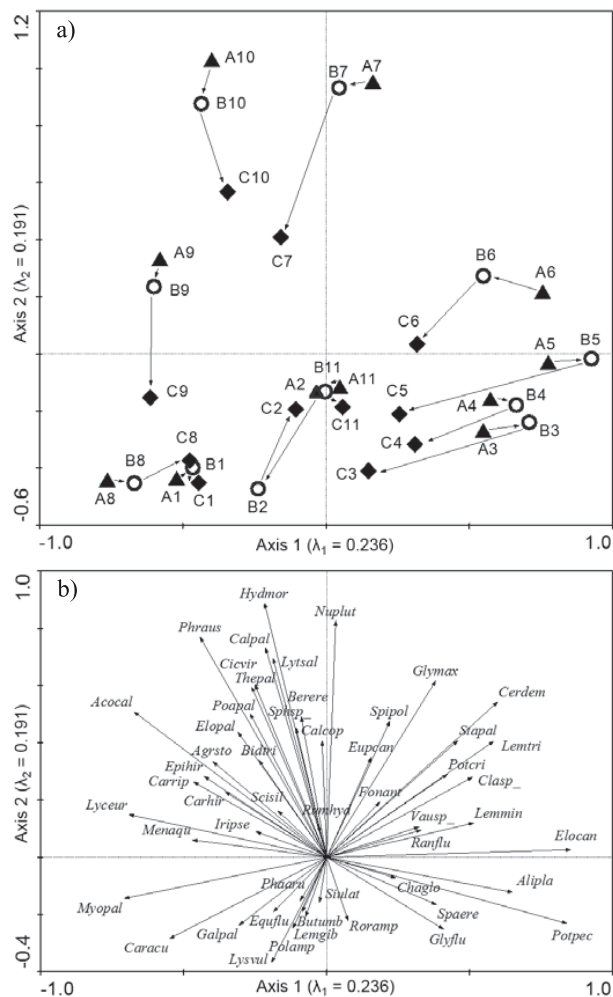 1.2
a)
A10
B10
C10
B7
A7
C7
A9
B9
C9
B6
A6
C6
B5
A5
C5
B11
A2
A11
C2
C11
A4
B4
C4
A3
B3
C3
C8
B8
B1
A8
A1
C1
B2
Axis 2 (λ2 = 0.191)
-0.6
-1.0
Axis 1 (λ1 = 0.236)
1.0
1.0
b)
Hydmor
Nuplut
Phraus
Calpal
Cicvir
Lytsal
Thepal
Glymax
Acocal
Poapal
Berere
Sphsp_
Spipol
Cerdem
Elopal
Calcop
Stapal
Agrsto
Bidtri
Eupcan
Lemtri
Epihir
Potcri
Carrip
Clasp_
Carhir
Scisil
Fonant
Lyceur
Rumhyd
Vausp_
Lemmin
Menaqu
Iripse
Ranflu
Elocan
Phaaru
Siulat
Chaglo
Alipla
Myopal
Equflu
Butumb
Roramp
Spaere
Galpal
Lemgib
Glyflu
Potpec
Caracu
Polamp
Lysvul
Axis 2 (λ2 = 0.191)
-0.4
-1.0
Axis 1 (λ1 = 0.236)
1.0